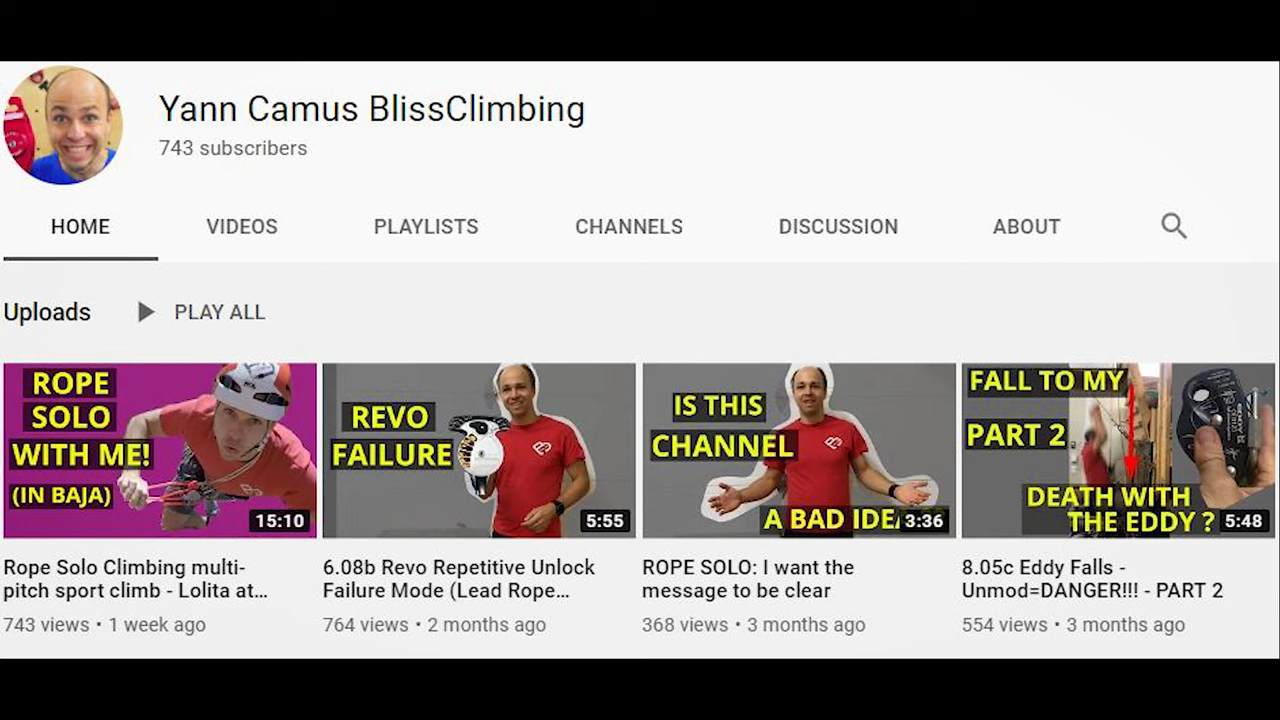 Yann Camus BlissClimbing
743 subscribers
HOME VIDEOS PLAYLISTS CHANNELS DISCUSSION ABOUT
Uploads PLAY ALL
ROPE
SOLO
WITH ME!
(IN BAJA)
15:10
REVO
FAILURE
5:55
IS THIS
CHANNEL
A BAD IDEA
3:36
FALL TO MY
PART 2
DEATH WITH
THE EDDY ?
5:48
Rope Solo Climbing multi-
pitch sport climb - Lolita at...
743 views • 1 week ago
6.08b Revo Repetitive Unlock
Failure Mode (Lead Rope...
764 views • 2 months ago
ROPE SOLO: I want the
message to be clear
368 views • 3 months ago
8.05c Eddy Falls -
Unmod=DANGER!!! - PART 2
554 views • 3 months ago